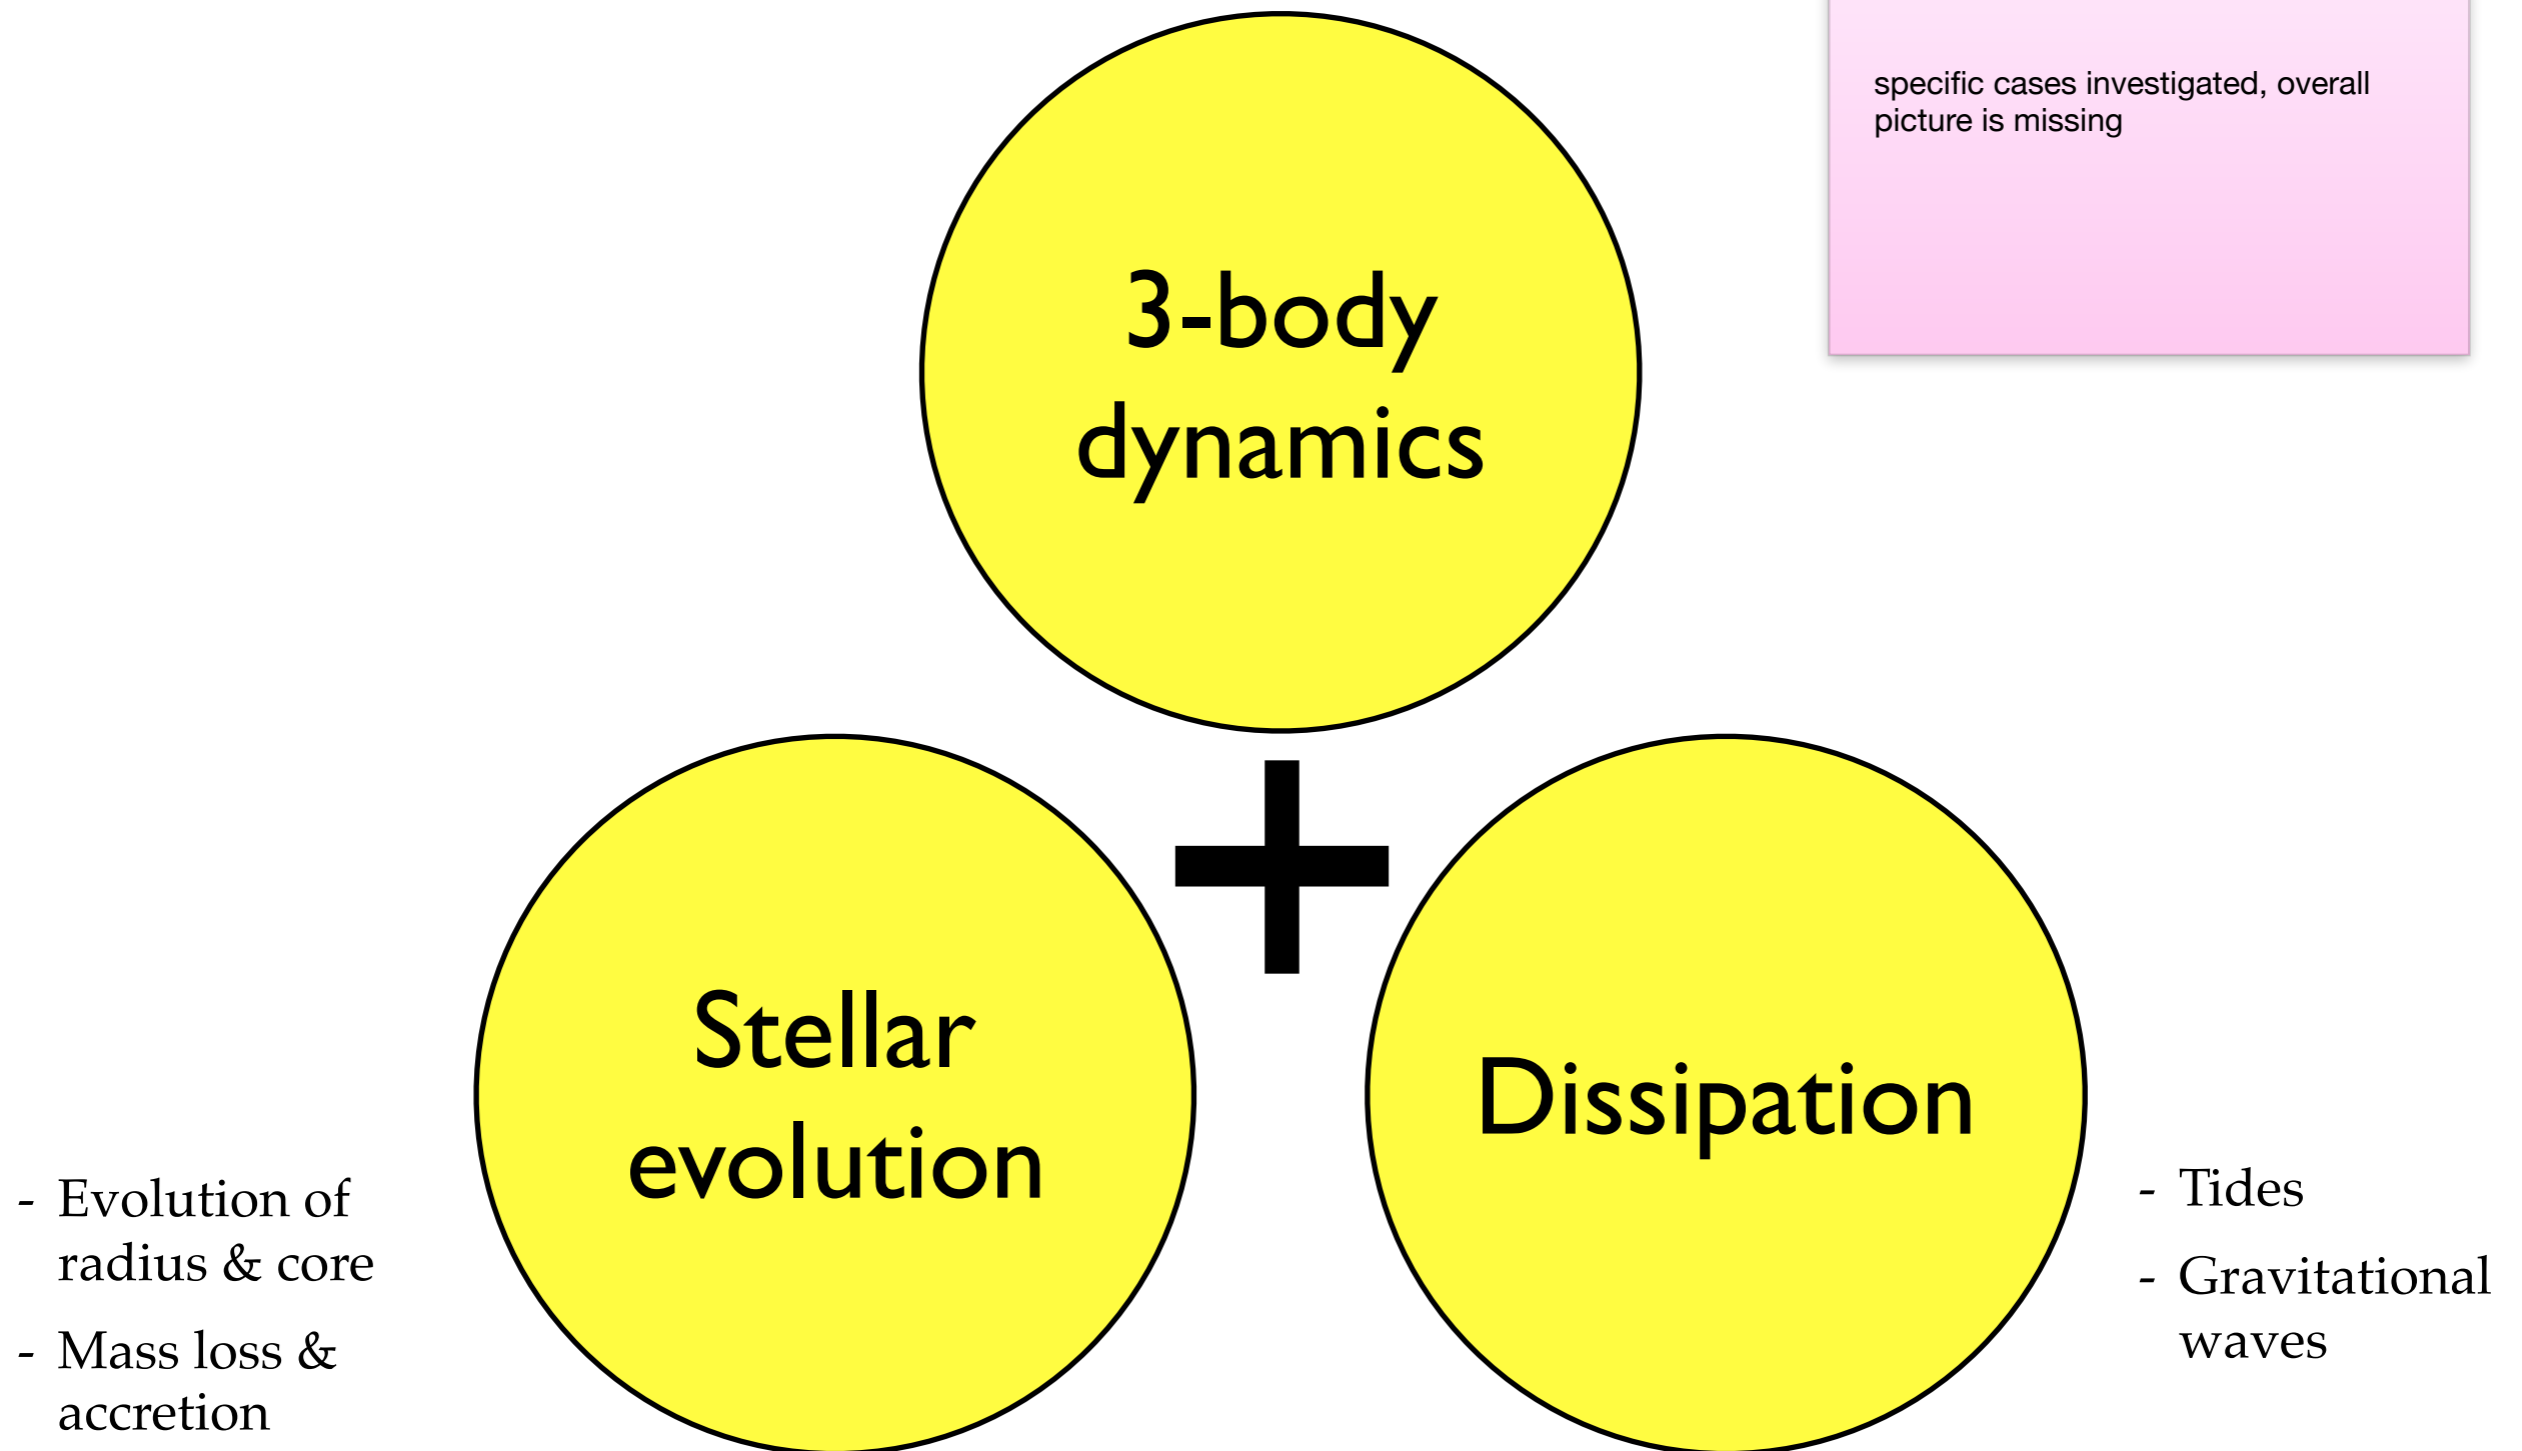 specific cases investigated, overall
picture is missing
3-body
dynamics
+
Stellar
evolution
Dissipation
- Evolution of
radius & core
- Mass loss &
accretion
- Tides
- Gravitational
waves